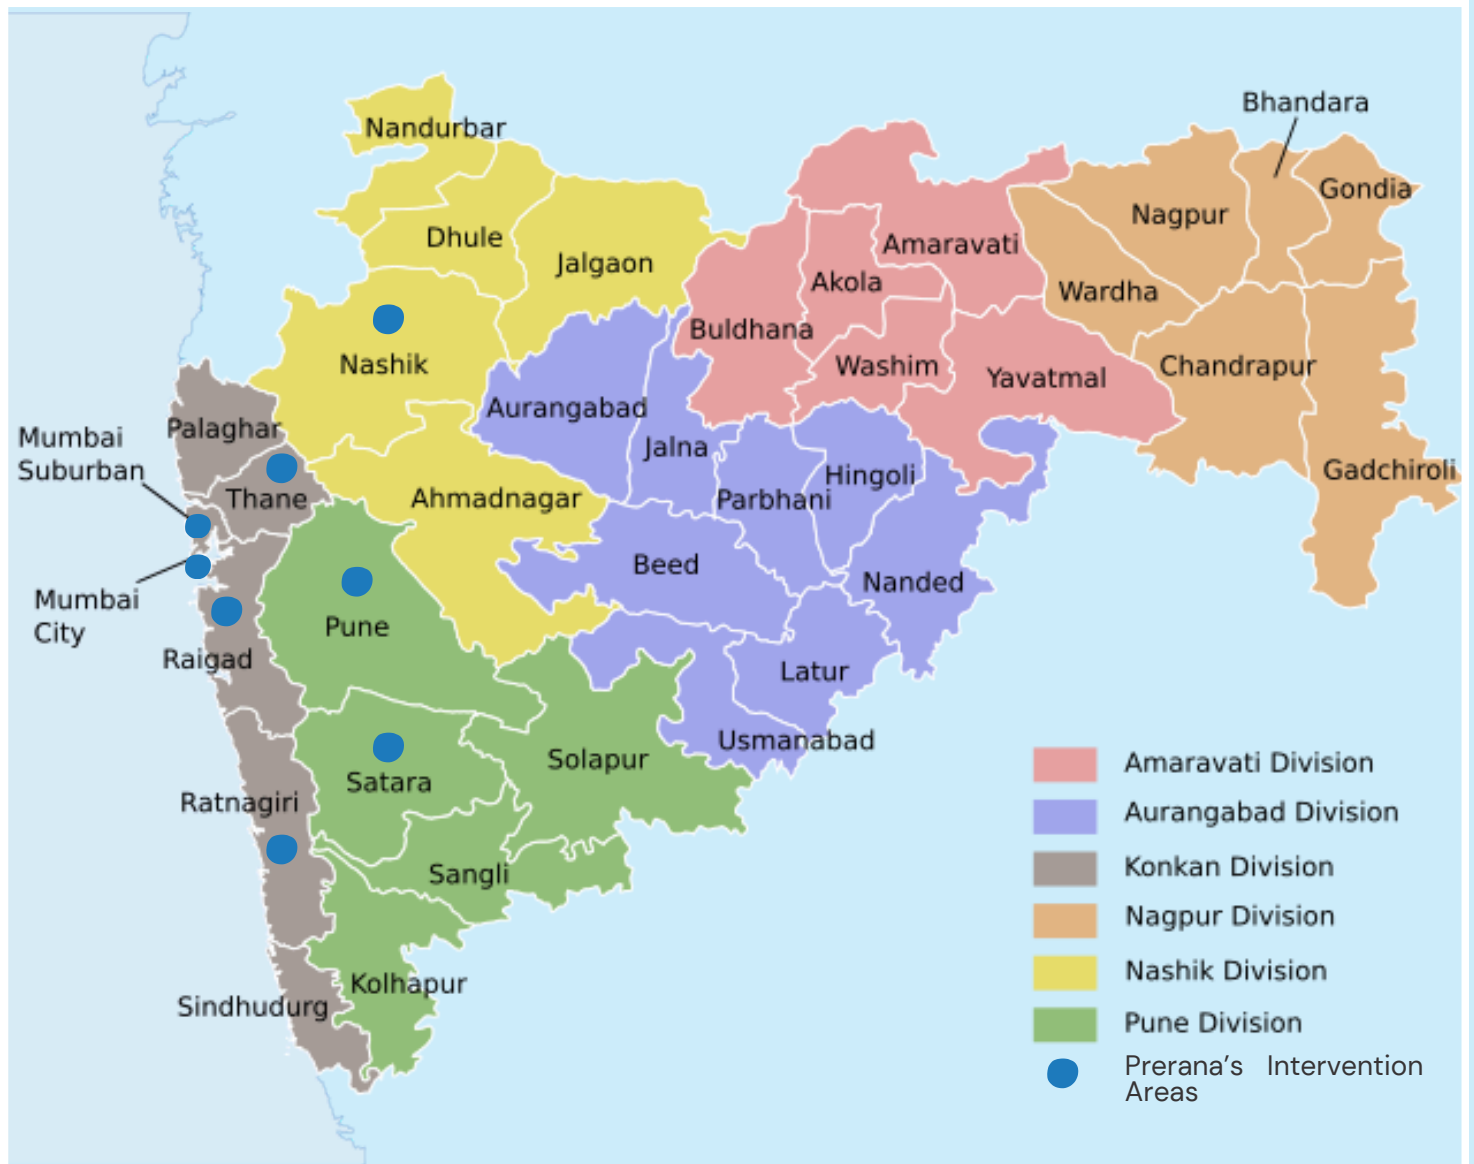 Bhandara
Nandurbar
Gondia
Nagpur
Dhule
Amaravati
Jalgaon
Akola
Wardha
Buldhana
Nashik
Washim
Yavatmal
Chandrapur
Aurangabad
Palaghar
Mumbai
Suburban
Jalna
Hingoli
Gadchiroli
Thane
Ahmadnagar
Parbhani
Beed
Nanded
Mumbai
City
Pune
Raigad
Latur
Usmanabad
Solapur
Satara
Ratnagiri
Sangli
Kolhapur
Sindhudurg
Amaravati Division
Aurangabad Division
Konkan Division
Nagpur Division
Nashik Division
Pune Division
Prerana’s Intervention
Areas